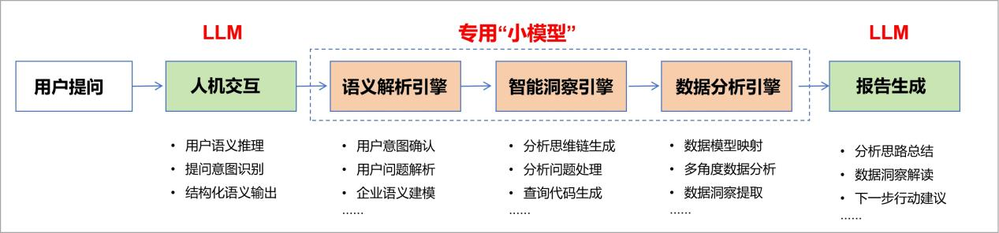 LLM
专用“小模型”
LLM
用户提问
人机交互
语义解析引擎
智能洞察引擎
数据分析引擎
报告生成
• 用户语义推理
• 提问意图识别
• 结构化语义输出
• 用户意图确认
• 用户问题解析
• 企业语义建模
……
• 分析思维链生成
• 分析问题处理
• 查询代码生成
……
• 数据模型映射
• 多角度数据分析
• 数据洞察提取
……
• 分析思路总结
• 数据洞察解读
• 下一步行动建议
……